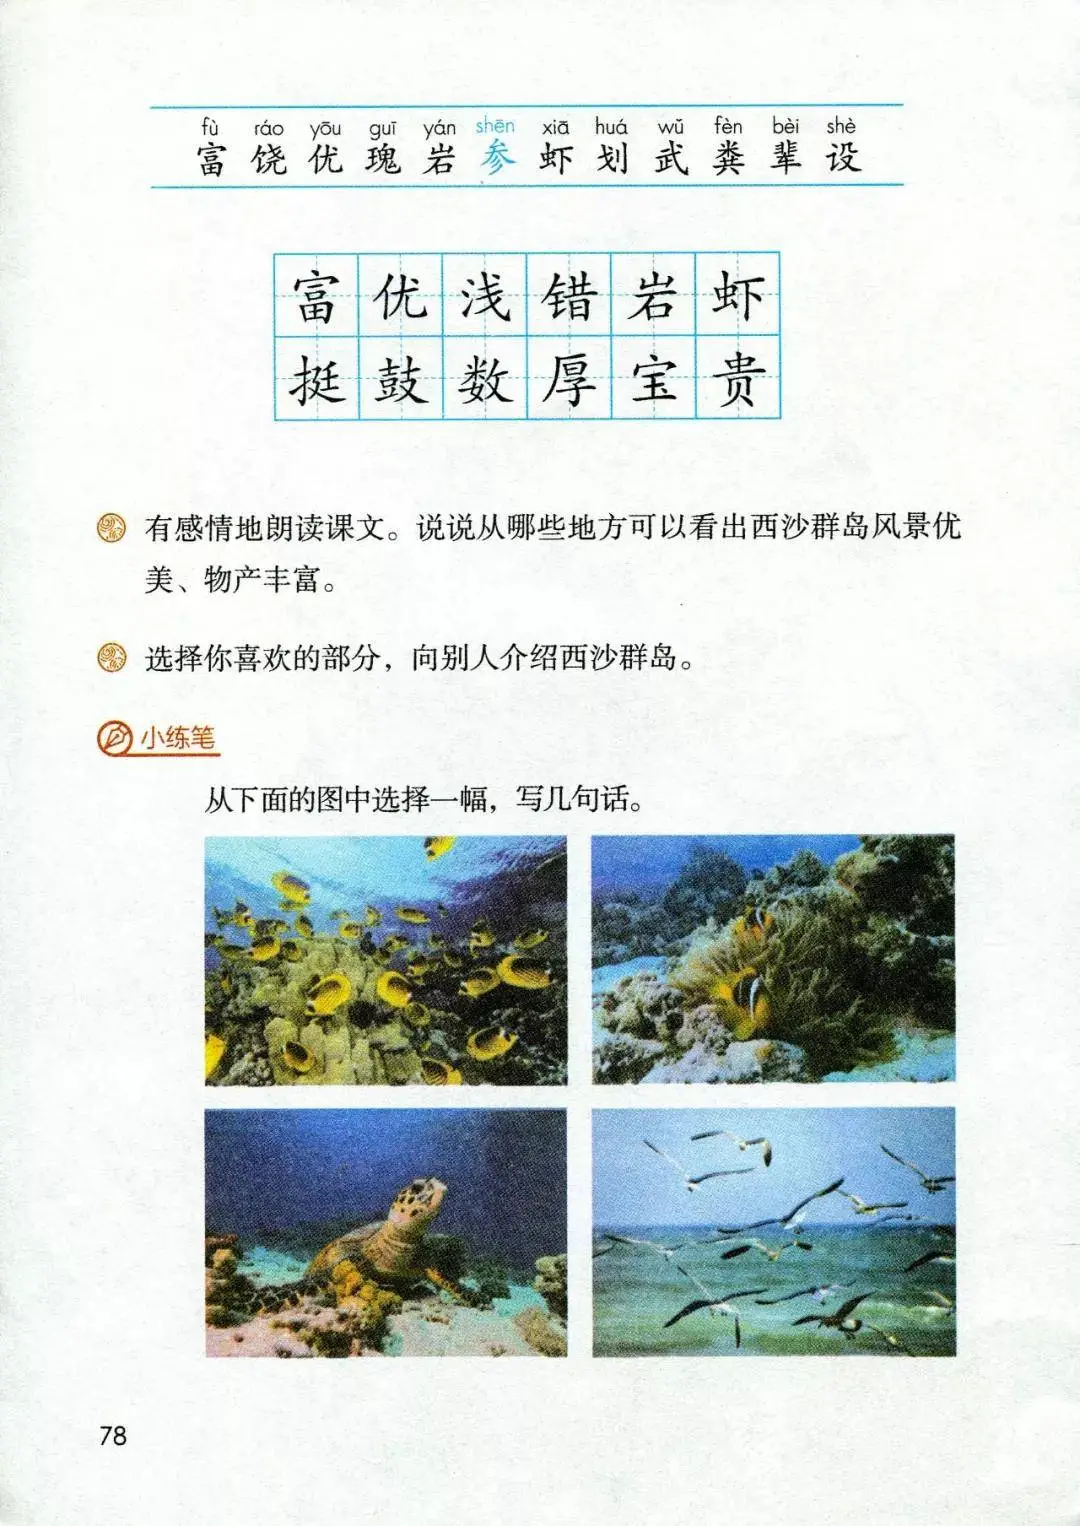 fù ráo yōu guī yán shēn xiā huá wǔ fèn bèi shè
富 饶 优 瑰 岩 参 虾 划 武 粪 辈 设
富 优 浅 错 岩 虾
挺 鼓 数 厚 宝 贵
有感情地朗读课文。说说从哪些地方可以看出西沙群岛风景优
美、物产丰富。
选择你喜欢的部分，向别人介绍西沙群岛。
小练笔
从下面的图中选择一幅，写几句话。
78